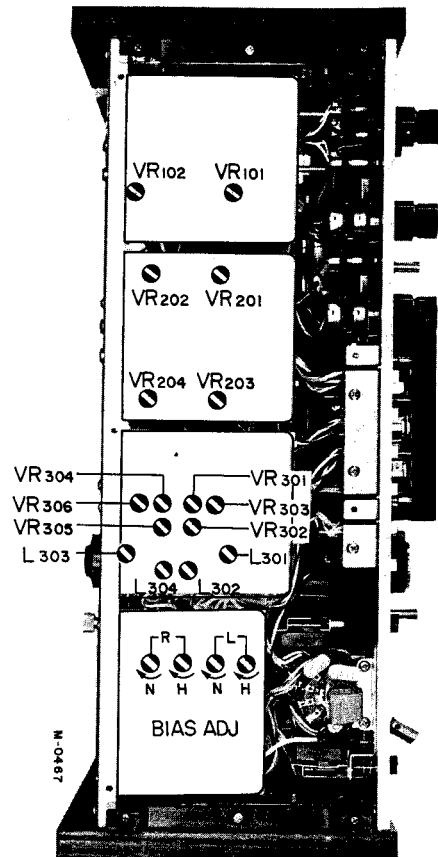 VR102 VR101
VR202 VR201
VR204 VR203
VR304 VR301
VR306 VR303
VR305 VR302
L303 L301
L304 L302
R L
N H N H
BIAS ADJ
N-0467